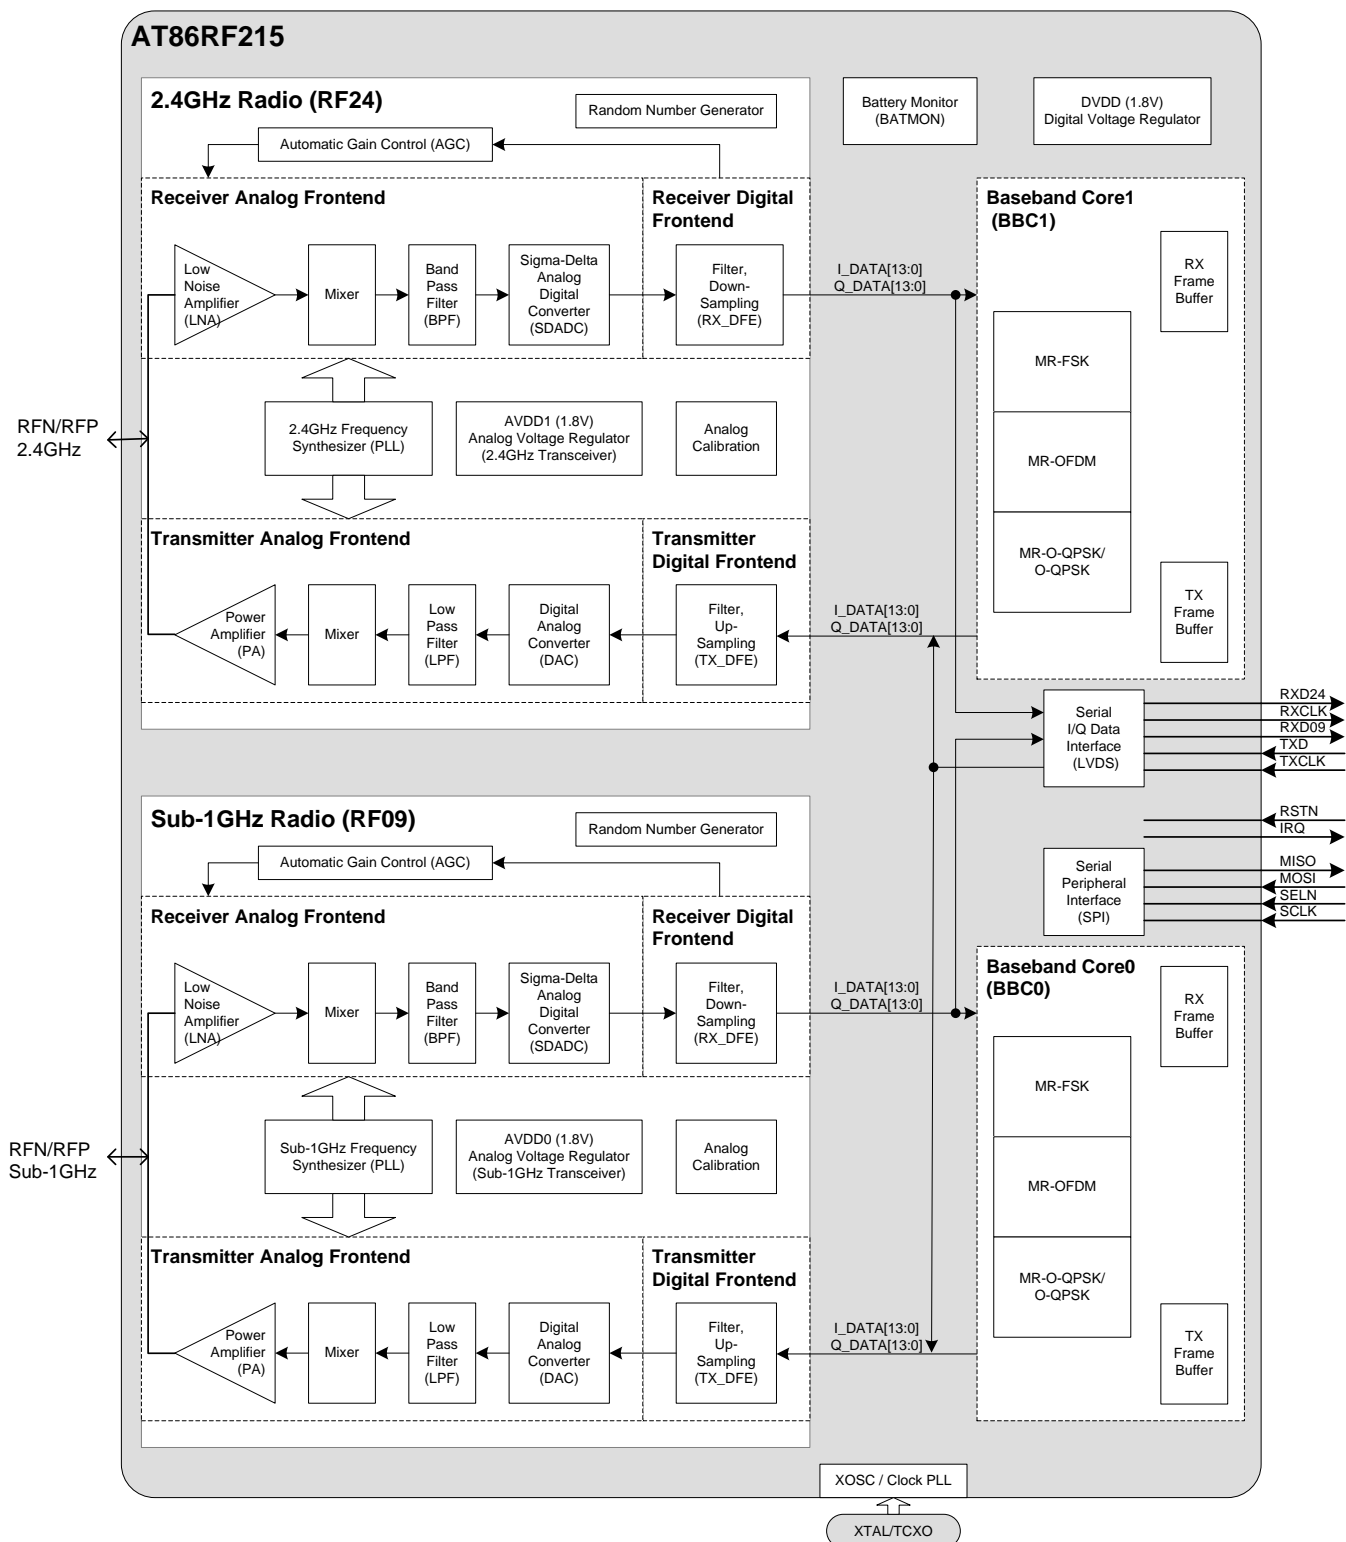 AT86RF215
2.4GHz Radio (RF24)
Random Number Generator
Automatic Gain Control (AGC)
Battery Monitor
(BATMON)
DVDD (1.8V)
Digital Voltage Regulator
Receiver Analog Frontend
Receiver Digital
Frontend
Low
Noise
Amplifier
(LNA)
Mixer
Band
Pass
Filter
(BPF)
Sigma-Delta
Analog
Digital
Converter
(SDADC)
Filter,
Down-
Sampling
(RX_DFE)
I_DATA[13:0]
Q_DATA[13:0]
Baseband Core1
(BBC1)
RX
Frame
Buffer
MR-FSK
MR-OFDM
MR-O-QPSK/
O-QPSK
TX
Frame
Buffer
RFN/RFP
2.4GHz
2.4GHz Frequency
Synthesizer (PLL)
AVDD1 (1.8V)
Analog Voltage Regulator
(2.4GHz Transceiver)
Analog
Calibration
Transmitter Analog Frontend
Transmitter
Digital Frontend
Power
Amplifier
(PA)
Mixer
Low
Pass
Filter
(LPF)
Digital
Analog
Converter
(DAC)
Filter,
Up-
Sampling
(TX_DFE)
I_DATA[13:0]
Q_DATA[13:0]
Serial
I/Q Data
Interface
(LVDS)
RXD24
RXCLK
RXD09
TXD
TXCLK
RSTN
IRQ
Serial
Peripheral
Interface
(SPI)
MISO
MOSI
SELN
SCLK
Sub-1GHz Radio (RF09)
Random Number Generator
Automatic Gain Control (AGC)
Receiver Analog Frontend
Receiver Digital
Frontend
Low
Noise
Amplifier
(LNA)
Mixer
Band
Pass
Filter
(BPF)
Sigma-Delta
Analog
Digital
Converter
(SDADC)
Filter,
Down-
Sampling
(RX_DFE)
I_DATA[13:0]
Q_DATA[13:0]
Baseband Core0
(BBC0)
RX
Frame
Buffer
MR-FSK
MR-OFDM
MR-O-QPSK/
O-QPSK
TX
Frame
Buffer
RFN/RFP
Sub-1GHz
Sub-1GHz Frequency
Synthesizer (PLL)
AVDD0 (1.8V)
Analog Voltage Regulator
(Sub-1GHz Transceiver)
Analog
Calibration
Transmitter Analog Frontend
Transmitter
Digital Frontend
Power
Amplifier
(PA)
Mixer
Low
Pass
Filter
(LPF)
Digital
Analog
Converter
(DAC)
Filter,
Up-
Sampling
(TX_DFE)
I_DATA[13:0]
Q_DATA[13:0]
XOSC / Clock PLL
XTAL/TCXO